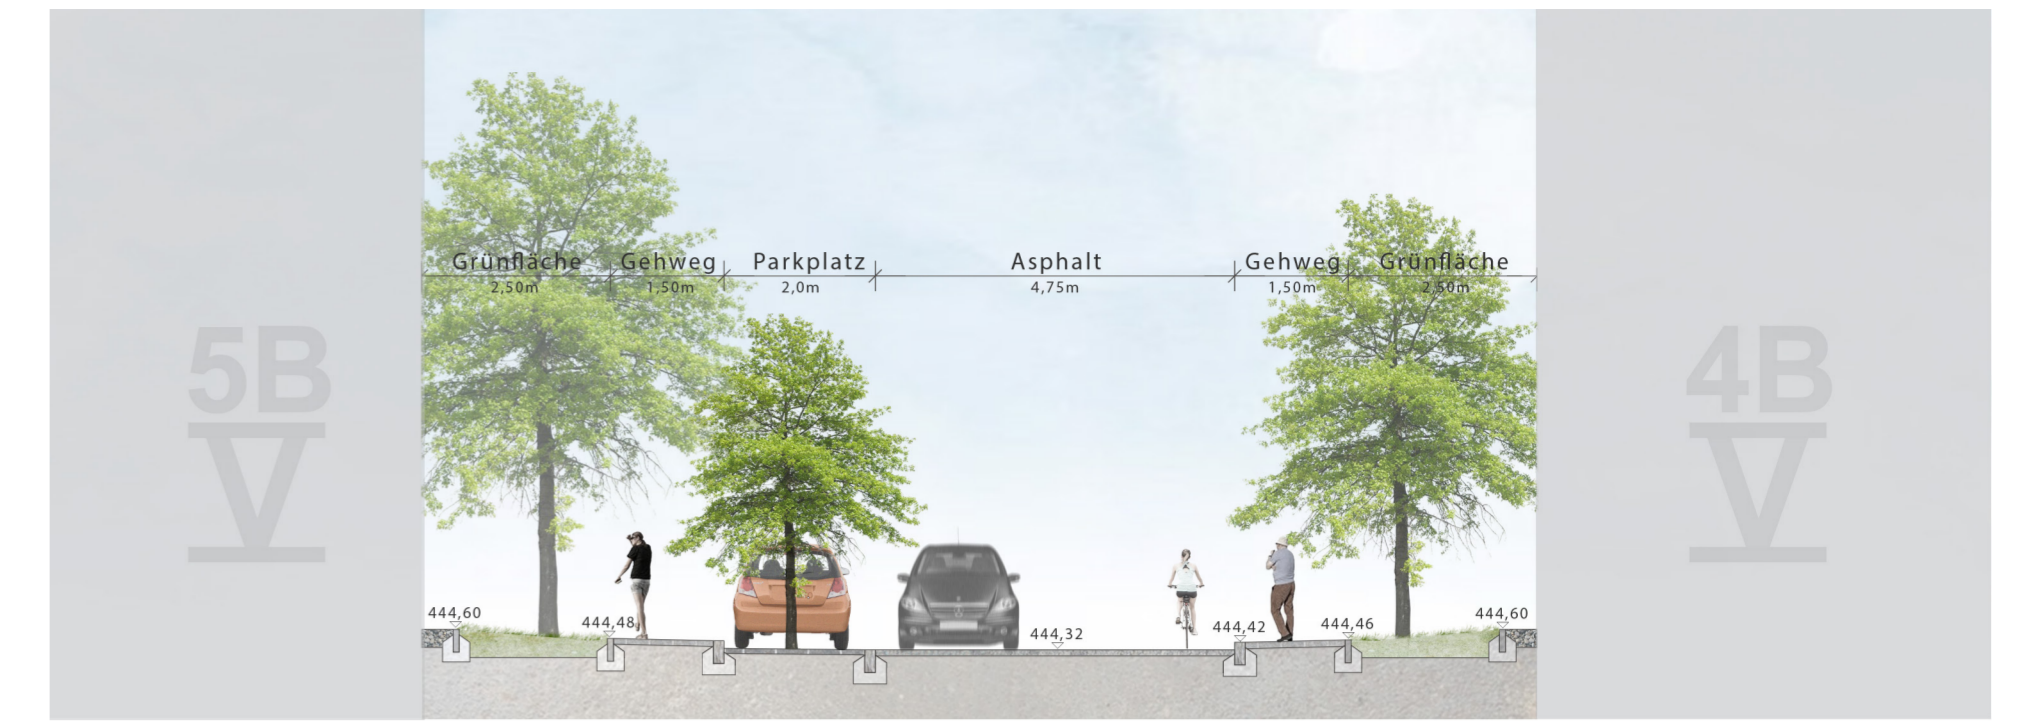 Grünfläche Gehweg Parkplatz Asphalt Gehweg Grünfläche
2,50m 1,50m 2,0m 4,75m 1,50m 2,50m
5B
V
4B
V
444,60 444,48 444,32 444,42 444,46 444,60